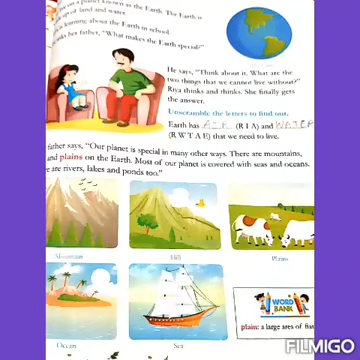 on a planet known as the Earth. The Earth is
up of land and water.
is learning about the Earth in school.
asks her father, "What makes the Earth special?"
He says, "Think about it. What are the
two things that we cannot live without?"
Riya thinks and thinks. She finally gets
the answer.
Unscramble the letters to find out.
Earth has AIR (R I A) and WATER
(R W T A E) that we need to live.
father says, "Our planet is special in many other ways. There are mountains,
and plains on the Earth. Most of our planet is covered with seas and oceans.
e are rivers, lakes and ponds too."
Mountain
Hill
Plains
Ocean
Sea
WORD
BANK
plain: a large area of flat
FILMIGO